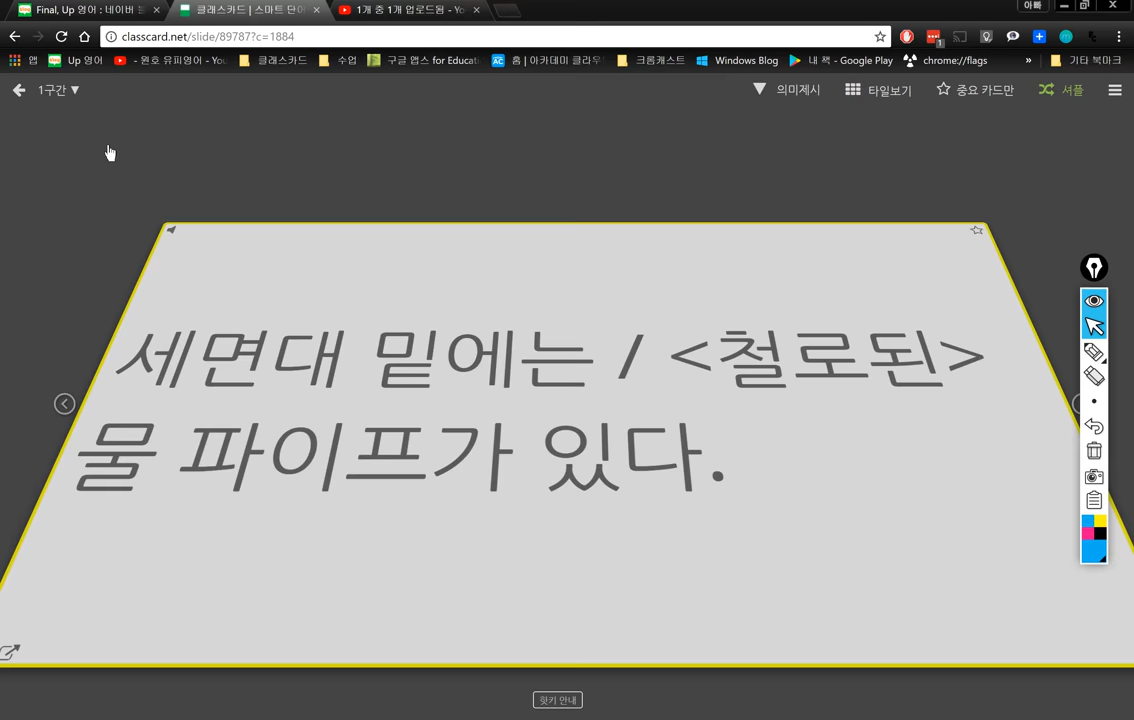 Final, Up 영어 : 네이버 블
클래스카드 | 스마트 단어
1개 중 1개 업로드됨 - Yo
아빠
classcard.net/slide/89787?c=1884
앱
Up 영어
- 원호 유피영어 - You
클래스카드
수업
구글 앱스 for Educati
홈 | 아카데미 클라우
크롬캐스트
Windows Blog
내 책 - Google Play
chrome://flags
»
기타 북마크
1구간 ▼
의미제시
타일보기
중요 카드만
셔플
세면대 밑에는 / <철로된>
물 파이프가 있다.
핫키 안내